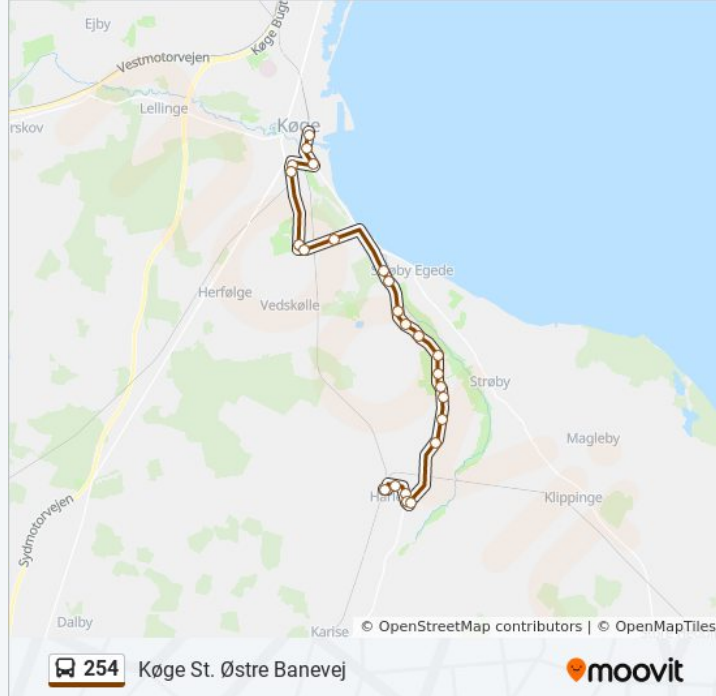 Ejby
Køge Bugt
Vestmotorvejen
Lellinge
rskov
Køge
Strøby Egede
Herfølge
Vedskølle
Strøby
Magleby
Klippinge
Sydmotorvejen
Dalby
Karise
© OpenStreetMap contributors | © OpenMapTiles
254 Køge St. Østre Banevej
moovit